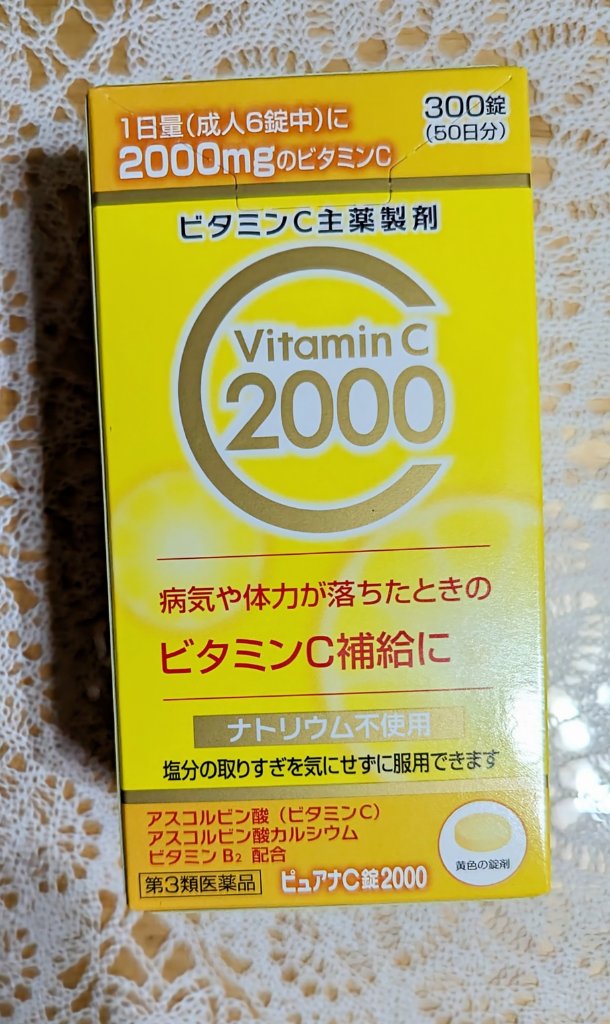 1日量(成人6錠中)に
2000mgのビタミンC
300錠
(50日分)
ビタミンC主薬製剤
Vitamin C
2000
病気や体力が落ちたときの
ビタミンC補給に
ナトリウム不使用
塩分の取りすぎを気にせずに服用できます
アスコルビン酸(ビタミンC)
アスコルビン酸カルシウム
ビタミンB₂ 配合
黄色の錠剤
第3類医薬品
ピュアナC錠2000